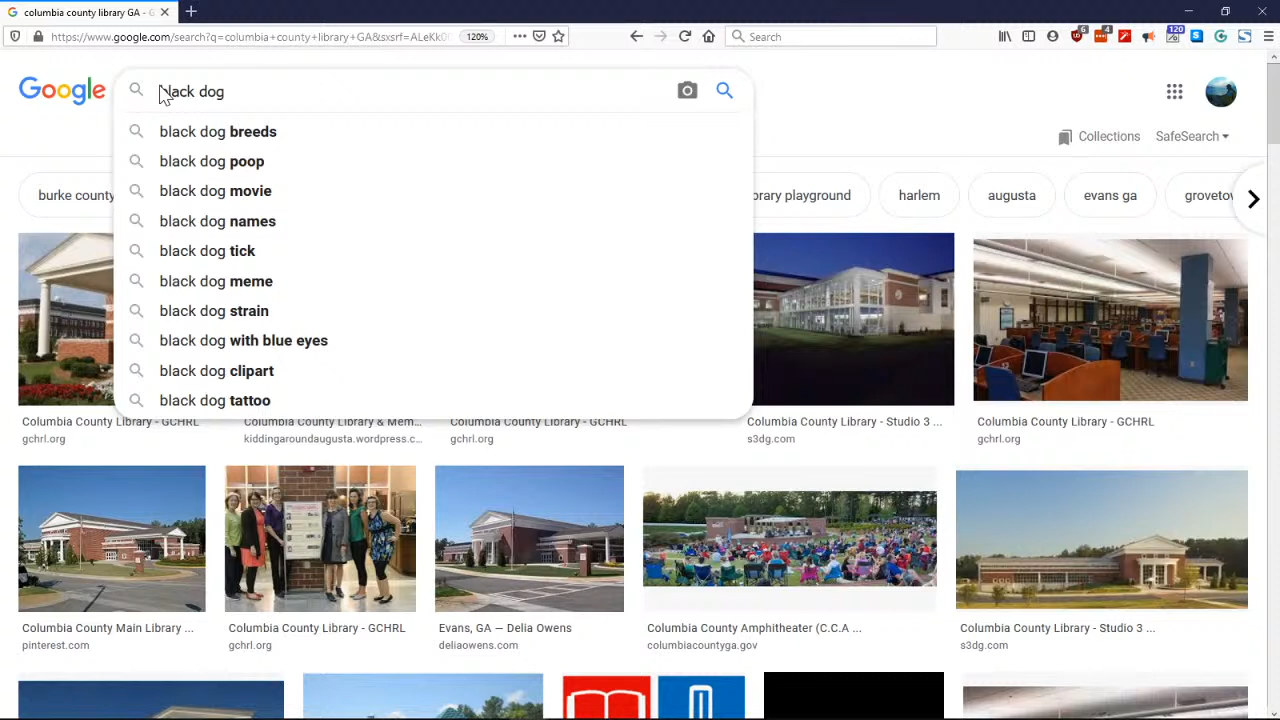 columbia county library GA - G
https://www.google.com/search?q=columbia+county+library+GA&sxsrf=ALeKk0
120%
Search
6
4
120
Google
black dog
Collections
SafeSearch
black dog breeds
black dog poop
black dog movie
black dog names
black dog tick
black dog meme
black dog strain
black dog with blue eyes
black dog clipart
black dog tattoo
burke county
brary playground
harlem
augusta
evans ga
groveto
Columbia County Library - GCHRL
gchrl.org
Columbia County Library & Mem...
kiddingaroundaugusta.wordpress.c...
Columbia County Library - GCHRL
gchrl.org
Columbia County Library - Studio 3 ...
s3dg.com
Columbia County Library - GCHRL
gchrl.org
Columbia County Main Library ...
pinterest.com
Columbia County Library - GCHRL
gchrl.org
Evans, GA — Delia Owens
deliaowens.com
Columbia County Amphitheater (C.C.A ...
columbiacountyga.gov
Columbia County Library - Studio 3 ...
s3dg.com